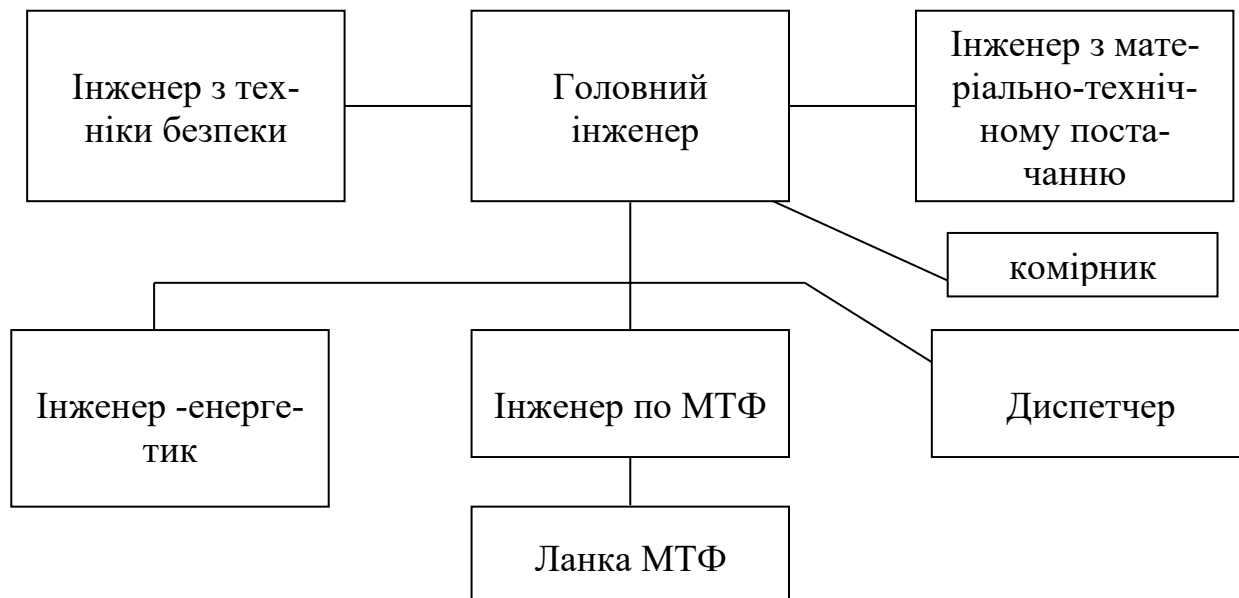 Інженер з тех-
ніки безпеки
Головний
інженер
Інженер з мате-
ріально-техніч-
ному поста-
чанню
комірник
Інженер -енерге-
тик
Інженер по МТФ
Диспетчер
Ланка МТФ